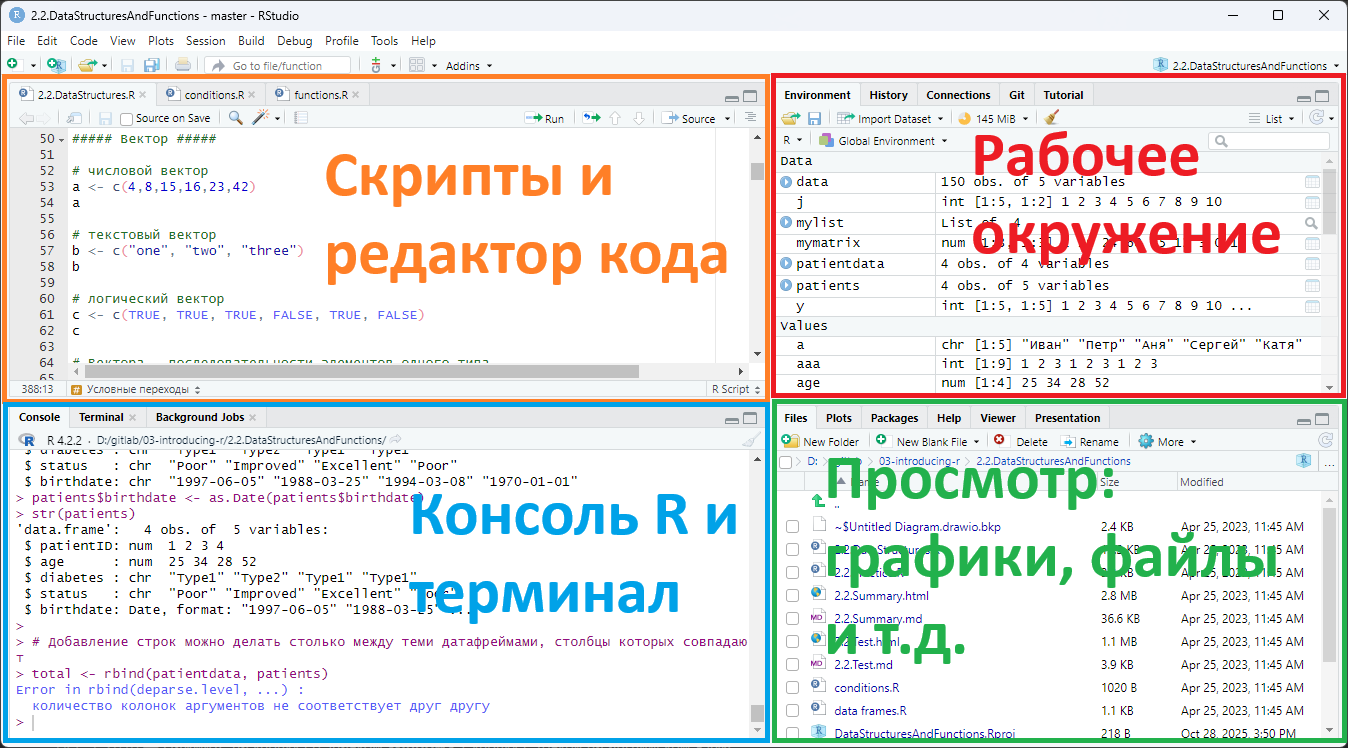 2.2.DataStructuresAndFunctions - master - RStudio
File Edit Code View Plots Session Build Debug Profile Tools Help
Go to file/function Addins 2.2.DataStructuresAndFunctions
2.2.DataStructures.R conditions.R functions.R
Source on Save Run Source
50 ##### Вектор #####
51
52 # числовой вектор
53 a <- c(4,8,15,16,23,42)
54 a
55
56 # текстовый вектор
57 b <- c("one", "two", "three")
58 b
59
60 # логический вектор
61 c <- c(TRUE, TRUE, TRUE, FALSE, TRUE, FALSE)
62 c
63
64 # Вектора - последовательности элементов одного типа
65
388:13 Условные переходы R Script
Скрипты и
редактор кода
Environment History Connections Git Tutorial
Import Dataset 145 MiB List
R Global Environment
Data
data 150 obs. of 5 variables
j int [1:5, 1:2] 1 2 3 4 5 6 7 8 9 10
mylist List of 4
mymatrix num
patientdata 4 obs. of 4 variables
patients 4 obs. of 5 variables
y int [1:5, 1:5] 1 2 3 4 5 6 7 8 9 10 ...
Values
a chr [1:5] "Иван" "Петр" "Аня" "Сергей" "Катя"
aaa int [1:9] 1 2 3 1 2 3 1 2 3
age num [1:4] 25 34 28 52
Рабочее
окружение
Console Terminal Background Jobs
R 4.2.2 · D:/gitlab/03-introducing-r/2.2.DataStructuresAndFunctions/
$ diabetes : chr "Type1" "Type2" "Type1" "Type1"
$ status : chr "Poor" "Improved" "Excellent" "Poor"
$ birthdate: chr "1997-06-05" "1988-03-25" "1994-03-08" "1970-01-01"
> patients$birthdate <- as.Date(patients$birthdate)
> str(patients)
'data.frame': 4 obs. of 5 variables:
$ patientID: num 1 2 3 4
$ age : num 25 34 28 52
$ diabetes : chr "Type1" "Type2" "Type1" "Type1"
$ status : chr "Poor" "Improved" "Excellent" "Poor"
$ birthdate: Date, format: "1997-06-05" "1988-03-25" ...
>
> # Добавление строк можно делать столько между теми датафреймами, столбцы которых совпадаю
т
> total <- rbind(patientdata, patients)
Error in rbind(deparse.level, ...) :
количество колонок аргументов не соответствует друг другу
>
Консоль R и
терминал
Files Plots Packages Help Viewer Presentation
New Folder New Blank File Delete Rename More
D: 03-introducing-r 2.2.DataStructuresAndFunctions ...
Name Size Modified
..
~$Untitled Diagram.drawio.bkp 2.4 KB Apr 25, 2023, 11:45 AM
KB Apr 25, 2023, 11:45 AM
KB Apr 25, 2023, 11:45 AM
2.2.Summary.html 2.8 MB Apr 25, 2023, 11:45 AM
2.2.Summary.md 36.6 KB Apr 25, 2023, 11:45 AM
2.2.Test.html 1.1 MB Apr 25, 2023, 11:45 AM
2.2.Test.md 3.9 KB Apr 25, 2023, 11:45 AM
conditions.R 1020 B Apr 25, 2023, 11:45 AM
data frames.R 1.1 KB Apr 25, 2023, 11:45 AM
DataStructuresAndFunctions.Rproj 218 B Oct 28, 2025, 3:50 PM
Просмотр:
графики, файлы
и т.д.